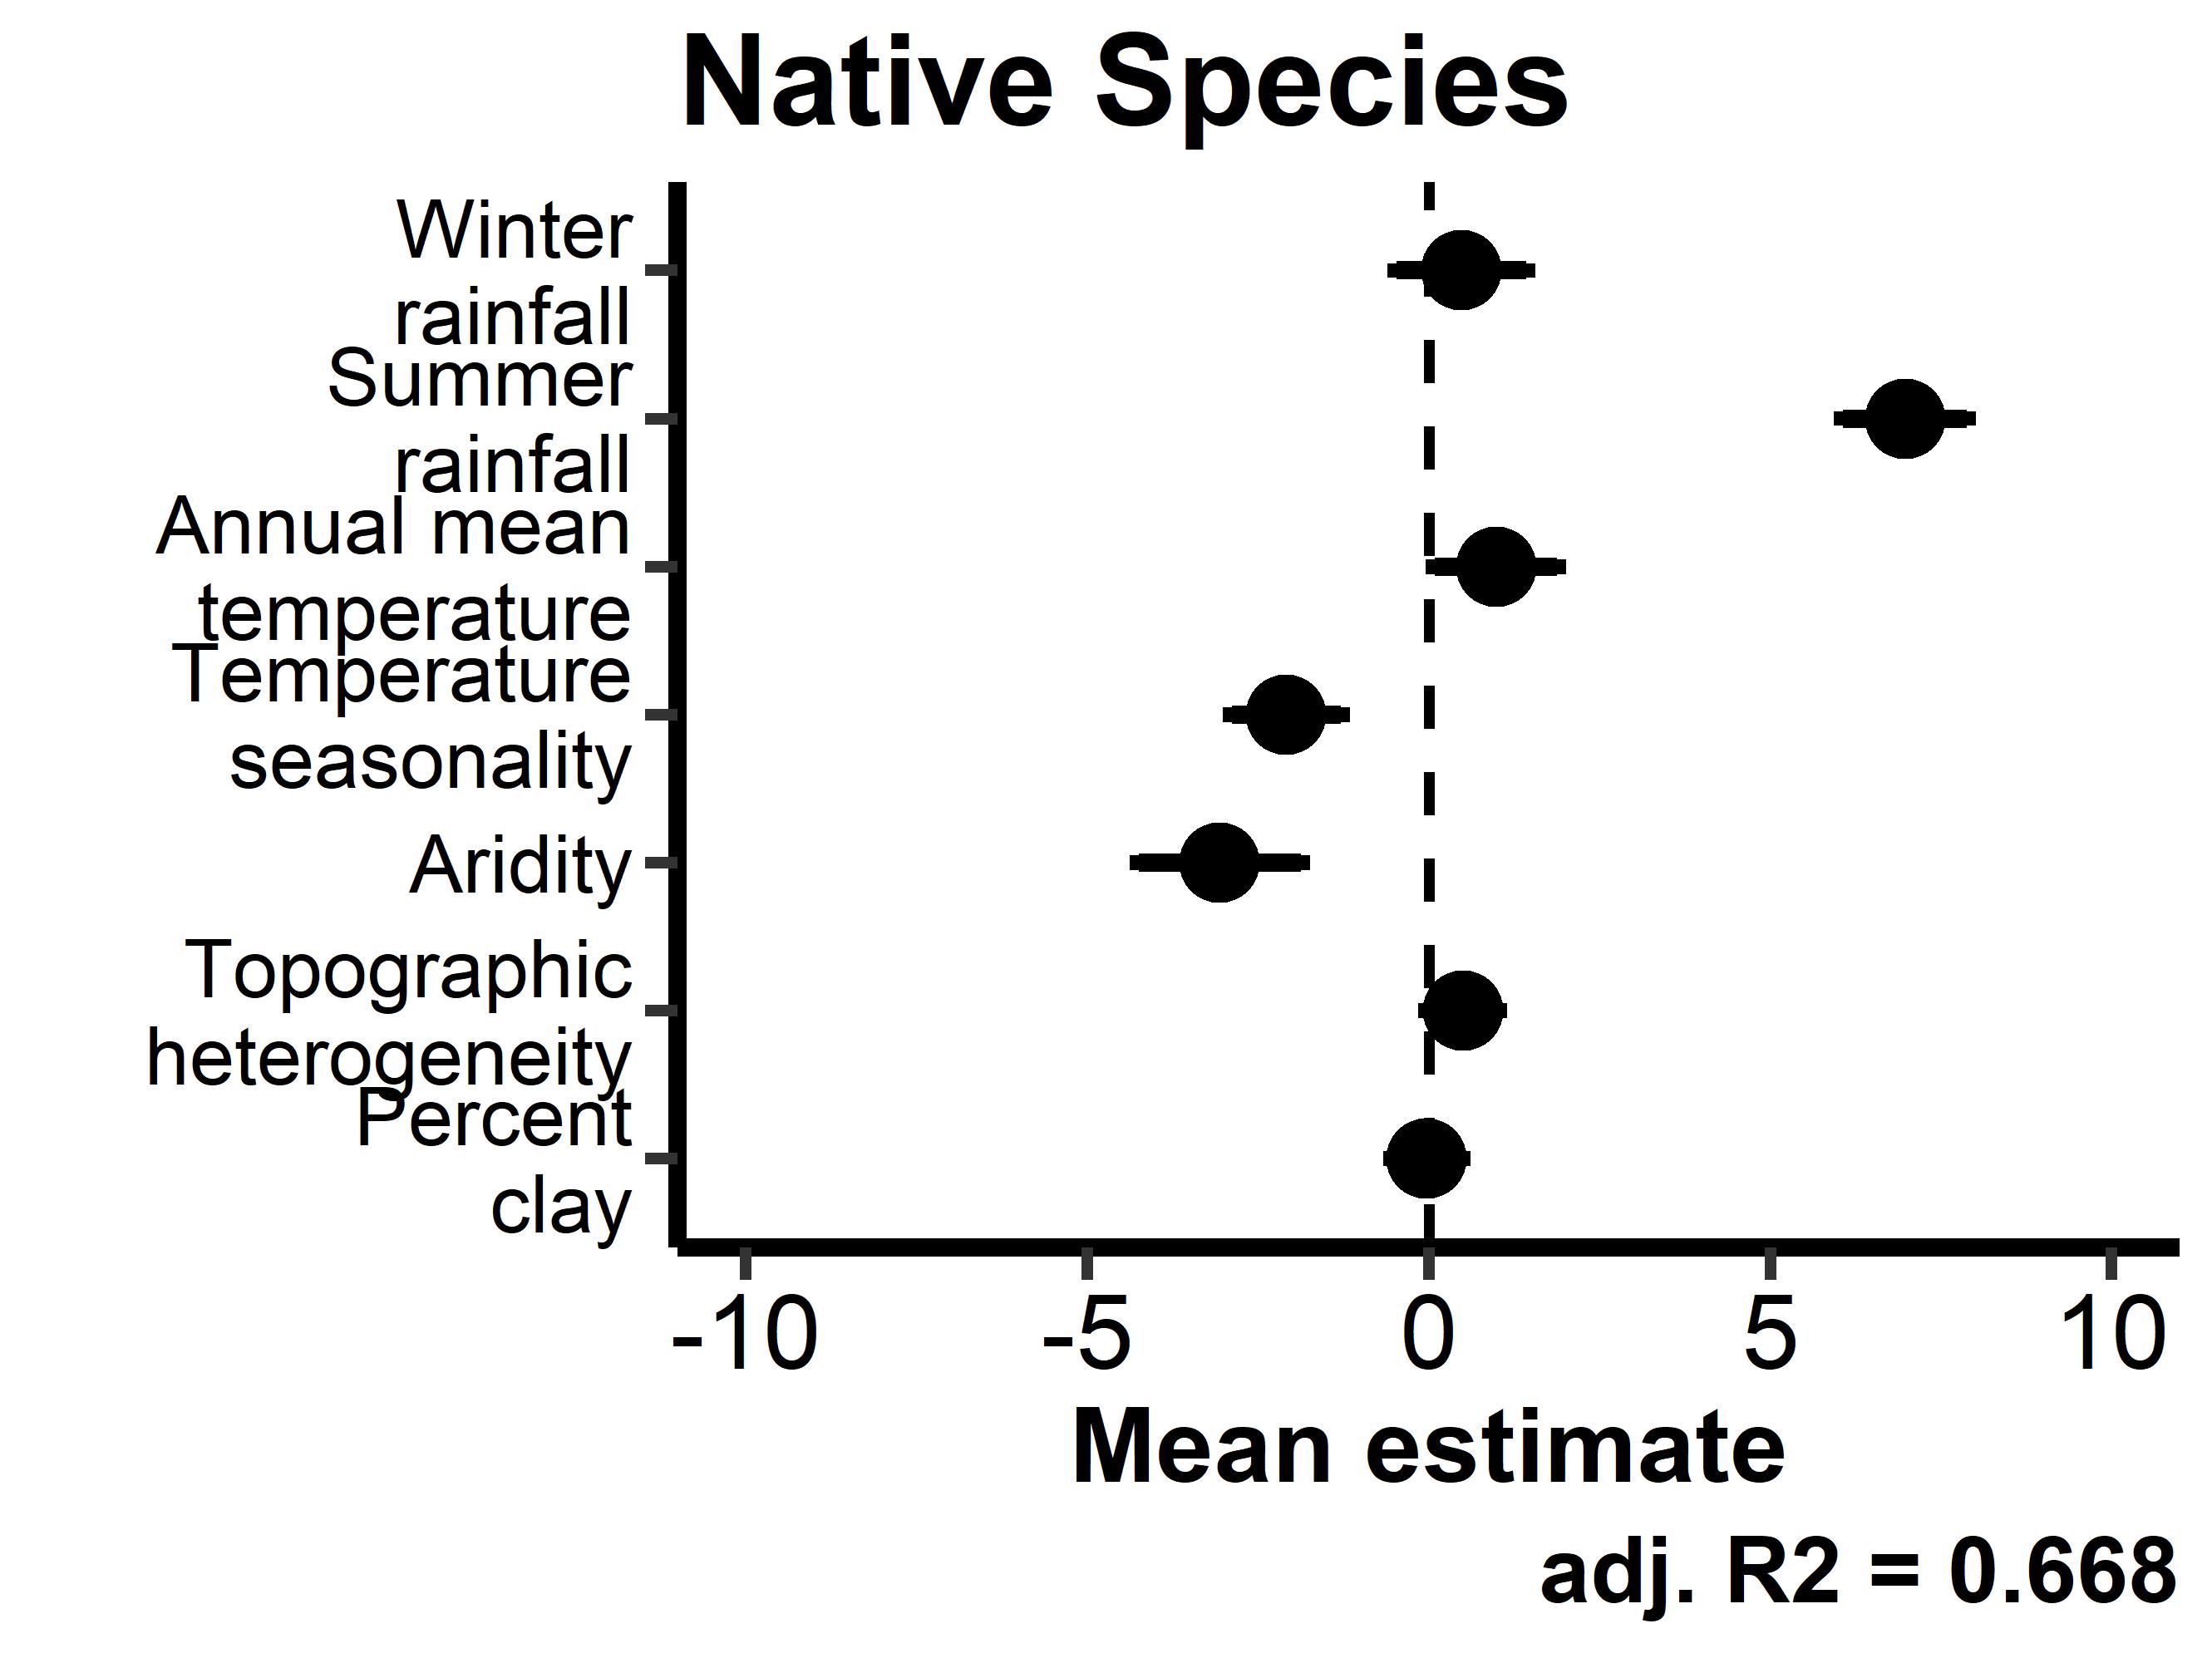 Native Species
Winter
rainfall
Summer
rainfall
Annual mean
temperature
Temperature
seasonality
Aridity
Topographic
heterogeneity
Percent
clay
-10 -5 0 5 10
Mean estimate
adj. R2 = 0.668